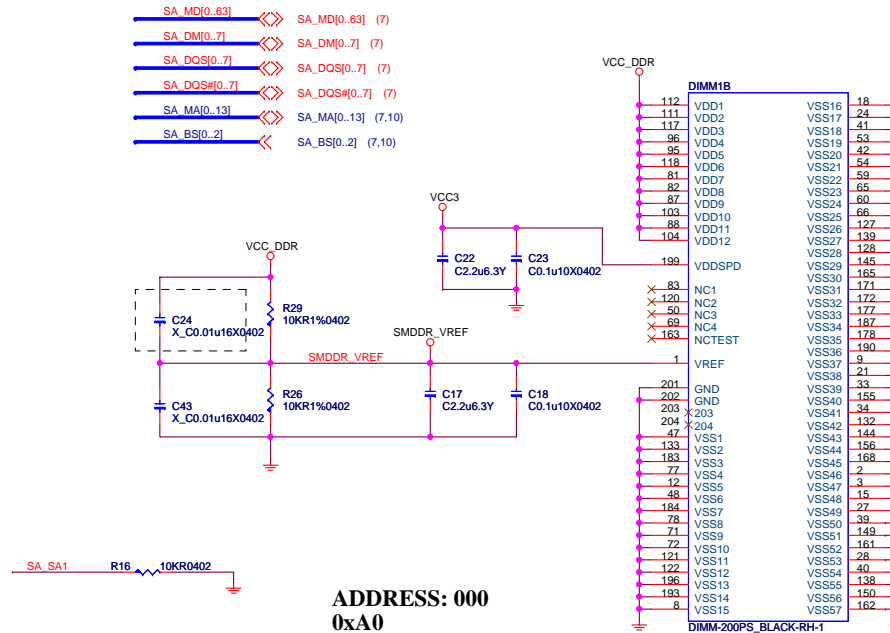 SA_MD[0..63] SA_MD[0..63] (7)
SA_DM[0..7] SA_DM[0..7] (7)
SA_DQS[0..7] SA_DQS[0..7] (7)
SA_DQS#[0..7] SA_DQS#[0..7] (7)
SA_MA[0..13] SA_MA[0..13] (7,10)
SA_BS[0..2] SA_BS[0..2] (7,10)
VCC_DDR
DIMM1B
112 VDD1 VSS16 18
111 VDD2 VSS17 24
117 VDD3 VSS18 41
96 VDD4 VSS19 53
95 VDD5 VSS20 42
118 VDD6 VSS21 54
81 VDD7 VSS22 59
82 VDD8 VSS23 65
87 VDD9 VSS24 60
103 VDD10 VSS25 66
88 VDD11 VSS26 127
104 VDD12 VSS27 139
VSS28 128
199 VDDSPD VSS29 145
VSS30 165
83 NC1 VSS31 171
120 NC2 VSS32 172
50 NC3 VSS33 177
69 NC4 VSS34 187
163 NCTEST VSS35 178
VSS36 190
1 VREF VSS37 9
VSS38 21
201 GND VSS39 33
202 GND VSS40 155
203 203 VSS41 34
204 204 VSS42 132
47 VSS1 VSS43 144
133 VSS2 VSS44 156
183 VSS3 VSS45 168
77 VSS4 VSS46 2
12 VSS5 VSS47 3
48 VSS6 VSS48 15
184 VSS7 VSS49 27
78 VSS8 VSS50 39
71 VSS9 VSS51 149
72 VSS10 VSS52 161
121 VSS11 VSS53 28
122 VSS12 VSS54 40
196 VSS13 VSS55 138
193 VSS14 VSS56 150
8 VSS15 VSS57 162
DIMM-200PS_BLACK-RH-1
VCC3
C22
C2.2u6.3Y
C23
C0.1u10X0402
VCC_DDR
C24
X_C0.01u16X0402
R29
10KR1%0402
SMDDR_VREF
SMDDR_VREF
C43
X_C0.01u16X0402
R26
10KR1%0402
C17
C2.2u6.3Y
C18
C0.1u10X0402
SA_SA1 R16 10KR0402
ADDRESS: 000
0xA0